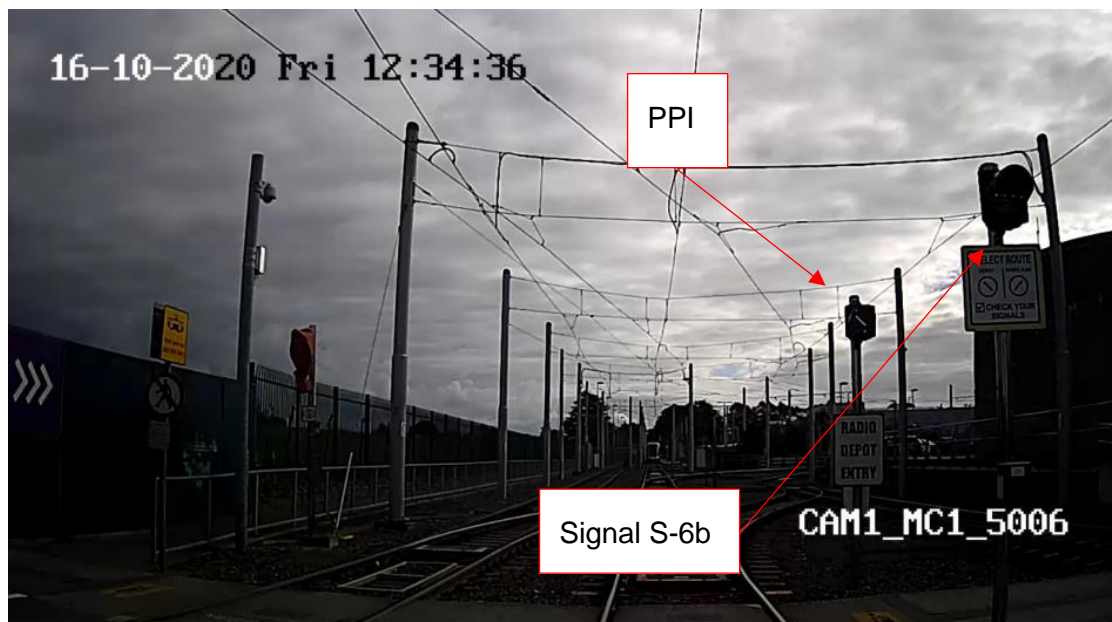 16-10-2020 Fri 12:34:36
PPI
SELECT ROUTE
CHECK YOUR
SIGNALS
RADIO
DEPOT
ENTRY
Signal S-6b
CAM1_MC1_5006